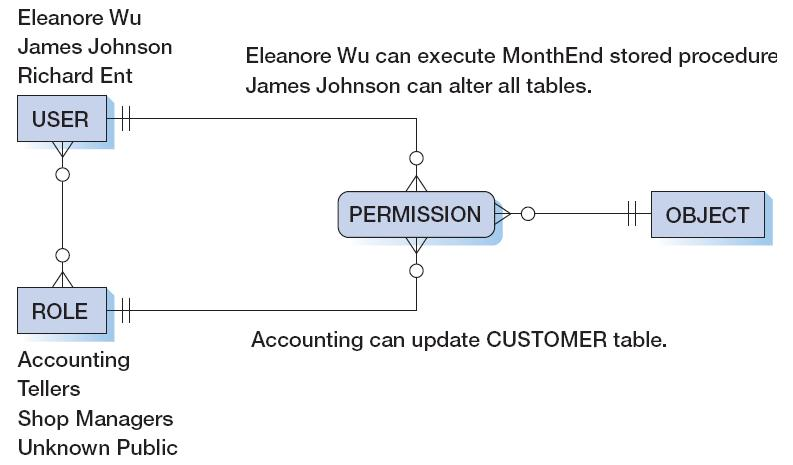 Eleanore Wu
James Johnson
Richard Ent
Eleanore Wu can execute MonthEnd stored procedure
James Johnson can alter all tables.
USER
PERMISSION
OBJECT
ROLE
Accounting can update CUSTOMER table.
Accounting
Tellers
Shop Managers
Unknown Public